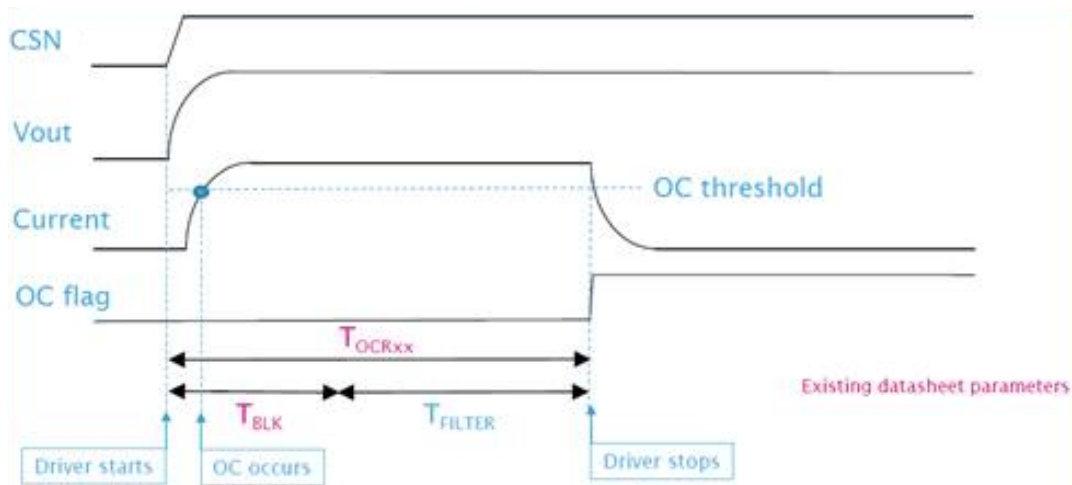 CSN
Vout
OC threshold
Current
OC flag
TOCRxx
Existing datasheet parameters
TBLK
TFILTER
Driver starts
OC occurs
Driver stops